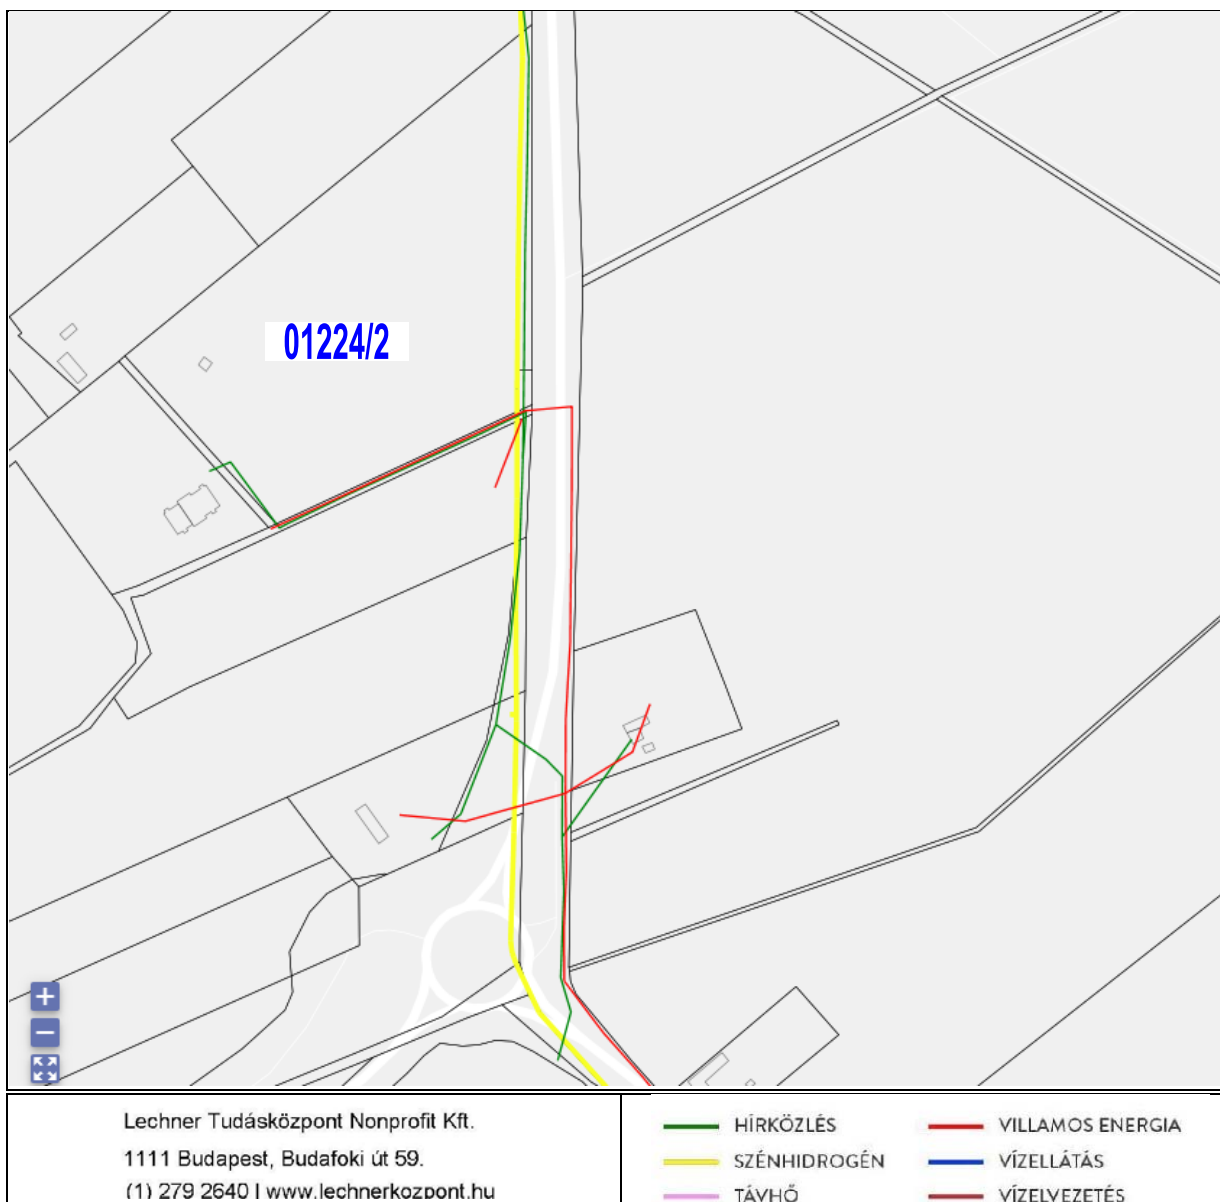 01224/2
Lechner Tudásközpont Nonprofit Kft.
1111 Budapest, Budafoki út 59.
(1) 279 2640 | www.lechnerkozpont.hu
HÍRKÖZLÉS
VILLAMOS ENERGIA
SZÉNHIDROGÉN
VÍZELLÁTÁS
TÁVHŐ
VÍZELVEZETÉS